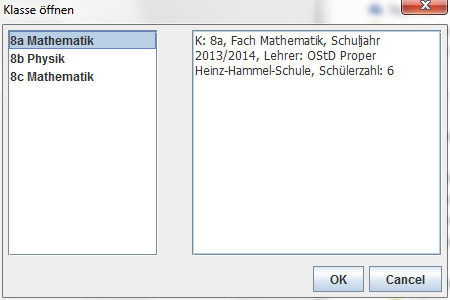 Klasse öffnen
8a Mathematik
8b Physik
8c Mathematik
K: 8a, Fach Mathematik, Schuljahr
2013/2014, Lehrer: OStD Proper
Heinz-Hammel-Schule, Schülerzahl: 6
OK
Cancel